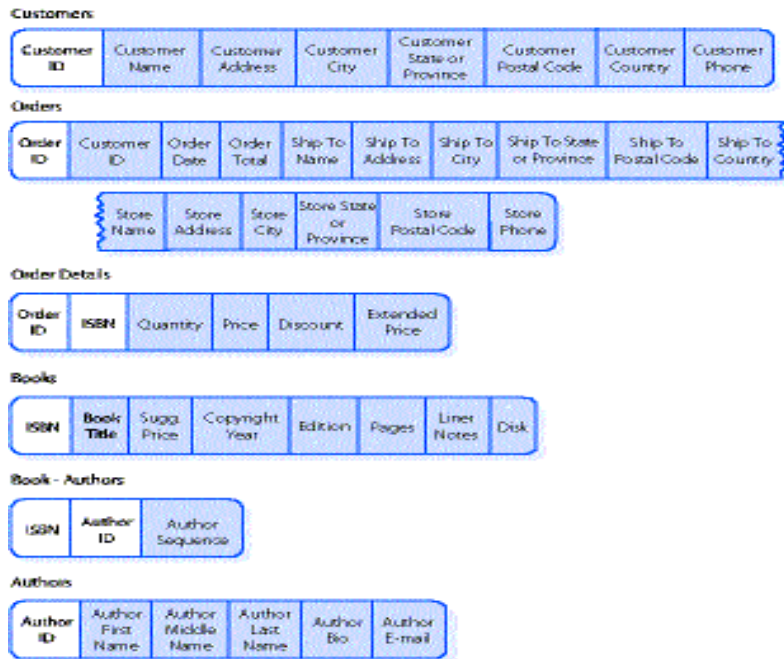 Customers
Customer ID
Customer Name
Customer Address
Customer City
Customer State or Province
Customer Postal Code
Customer Country
Customer Phone
Orders
Order ID
Customer ID
Order Date
Order Total
Ship To Name
Ship To Address
Ship To City
Ship To State or Province
Ship To Postal Code
Ship To Country
Store Name
Store Address
Store City
Store State or Province
Store Postal Code
Store Phone
Order Details
Order ID
ISBN
Quantity
Price
Discount
Extended Price
Books
ISBN
Book Title
Sugg. Price
Copyright Year
Edition
Pages
Liner Notes
Disk
Book - Authors
ISBN
Author ID
Author Sequence
Authors
Author ID
Author First Name
Author Middle Name
Author Last Name
Author Bio
Author E-mail